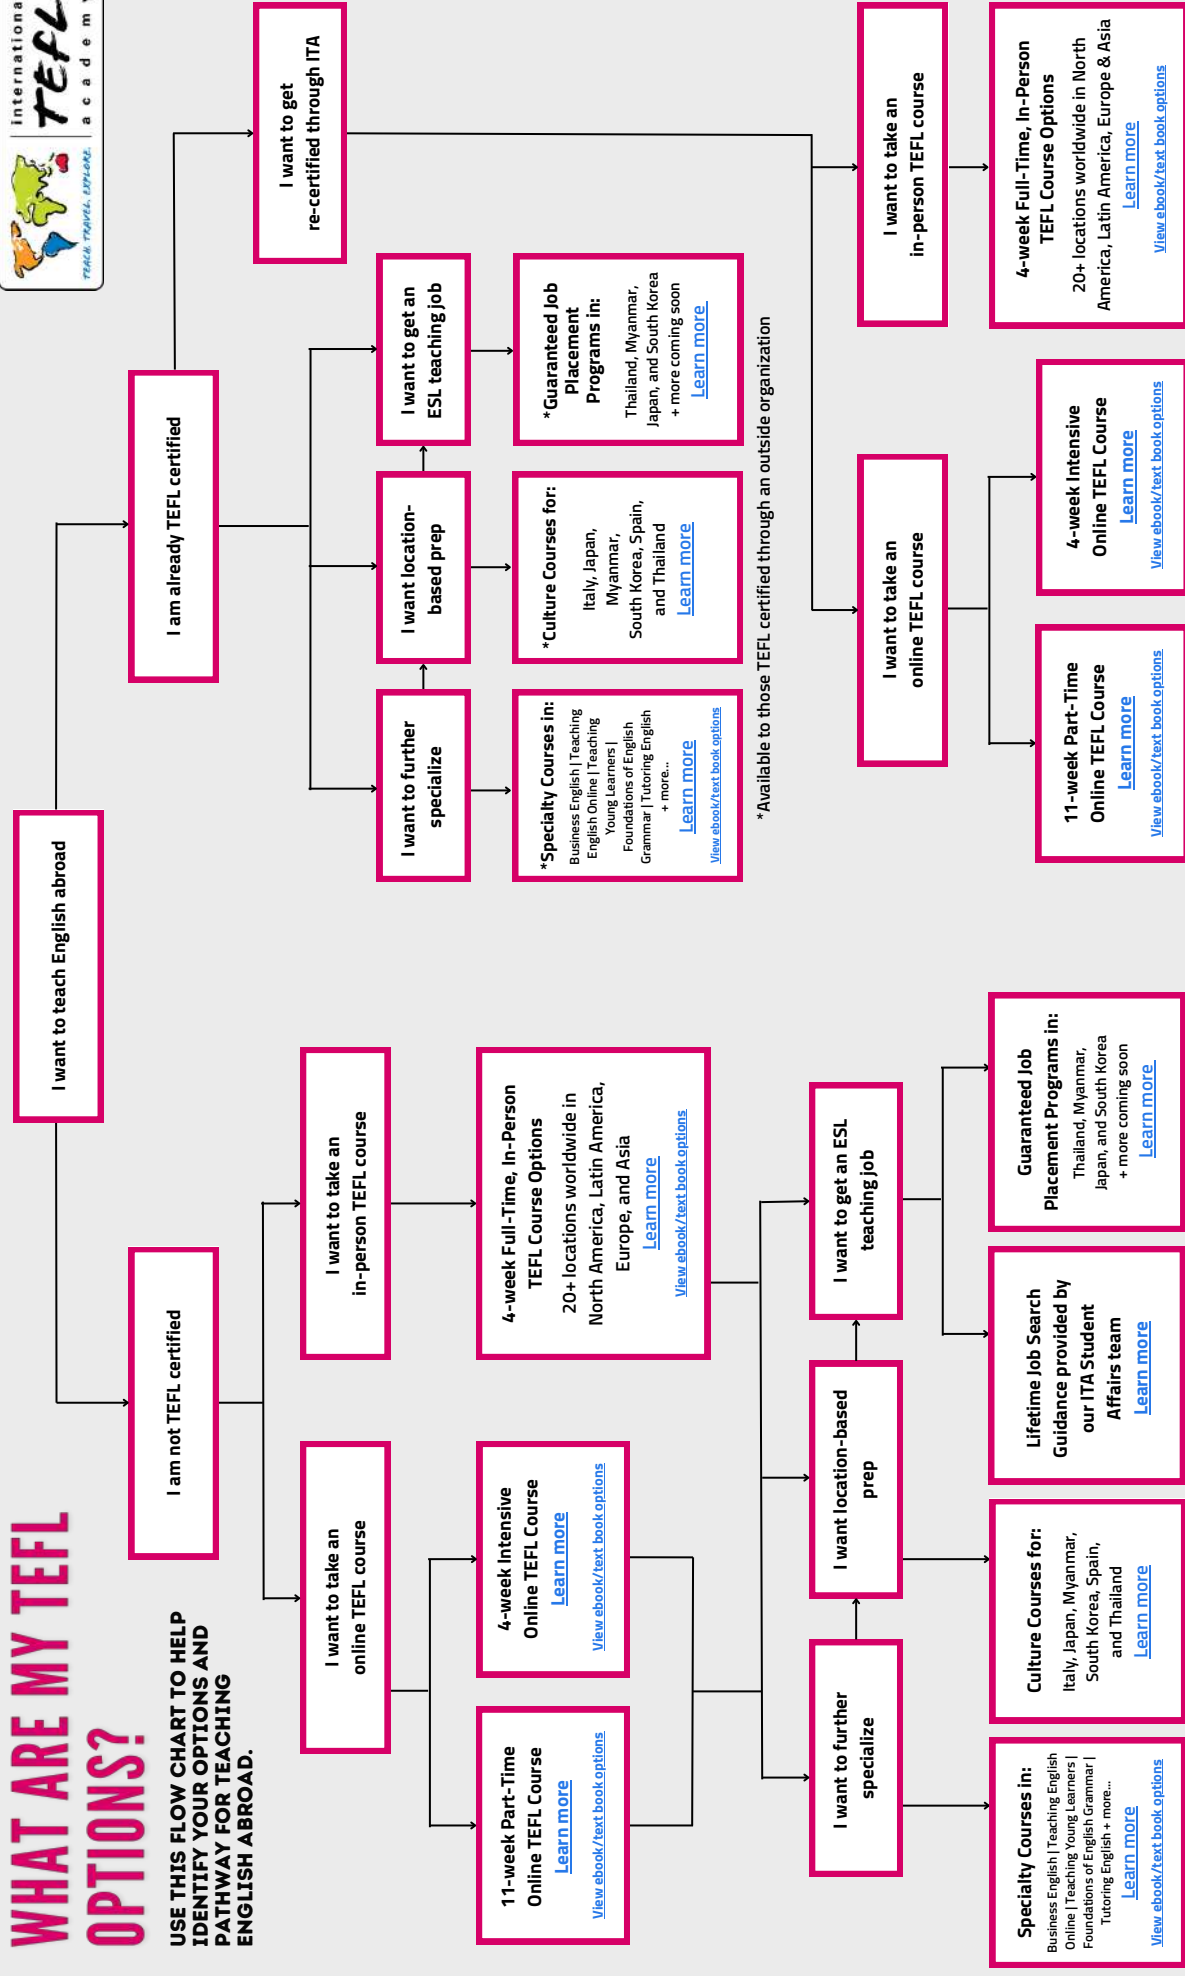 WHAT ARE MY TEFL
OPTIONS?
USE THIS FLOW CHART TO HELP
IDENTIFY YOUR OPTIONS AND
PATHWAY FOR TEACHING
ENGLISH ABROAD.
internationa
TEFL
academy
TEACH. TRAVEL. EXPLORE.
I want to teach English abroad
I am not TEFL certified
I want to take an
online TEFL course
I want to take an
in-person TEFL course
11-week Part-Time
Online TEFL Course
Learn more
View ebook/text book options
4-week Intensive
Online TEFL Course
Learn more
View ebook/text book options
4-week Full-Time, In-Person
TEFL Course Options
20+ locations worldwide in
North America, Latin America,
Europe, and Asia
Learn more
View ebook/text book options
I want to further
specialize
I want location-based
prep
I want to get an ESL
teaching job
Specialty Courses in:
Business English | Teaching English
Online | Teaching Young Learners |
Foundations of English Grammar |
Tutoring English + more...
Learn more
View ebook/text book options
Culture Courses for:
Italy, Japan, Myanmar,
South Korea, Spain,
and Thailand
Learn more
Lifetime Job Search
Guidance provided by
our ITA Student
Affairs team
Learn more
Guaranteed Job
Placement Programs in:
Thailand, Myanmar,
Japan, and South Korea
+ more coming soon
Learn more
I am already TEFL certified
I want to further
specialize
I want location-
based prep
I want to get an
ESL teaching job
*Specialty Courses in:
Business English | Teaching
English Online | Teaching
Young Learners |
Foundations of English
Grammar | Tutoring English
+ more...
Learn more
View ebook/text book options
*Culture Courses for:
Italy, Japan,
Myanmar,
South Korea, Spain,
and Thailand
Learn more
*Guaranteed Job
Placement
Programs in:
Thailand, Myanmar,
Japan, and South Korea
+ more coming soon
Learn more
*Available to those TEFL certified through an outside organization
I want to get
re-certified through ITA
I want to take an
online TEFL course
I want to take an
in-person TEFL course
11-week Part-Time
Online TEFL Course
Learn more
View ebook/text book options
4-week Intensive
Online TEFL Course
Learn more
View ebook/text book options
4-week Full-Time, In-Person
TEFL Course Options
20+ locations worldwide in North
America, Latin America, Europe & Asia
Learn more
View ebook/text book options